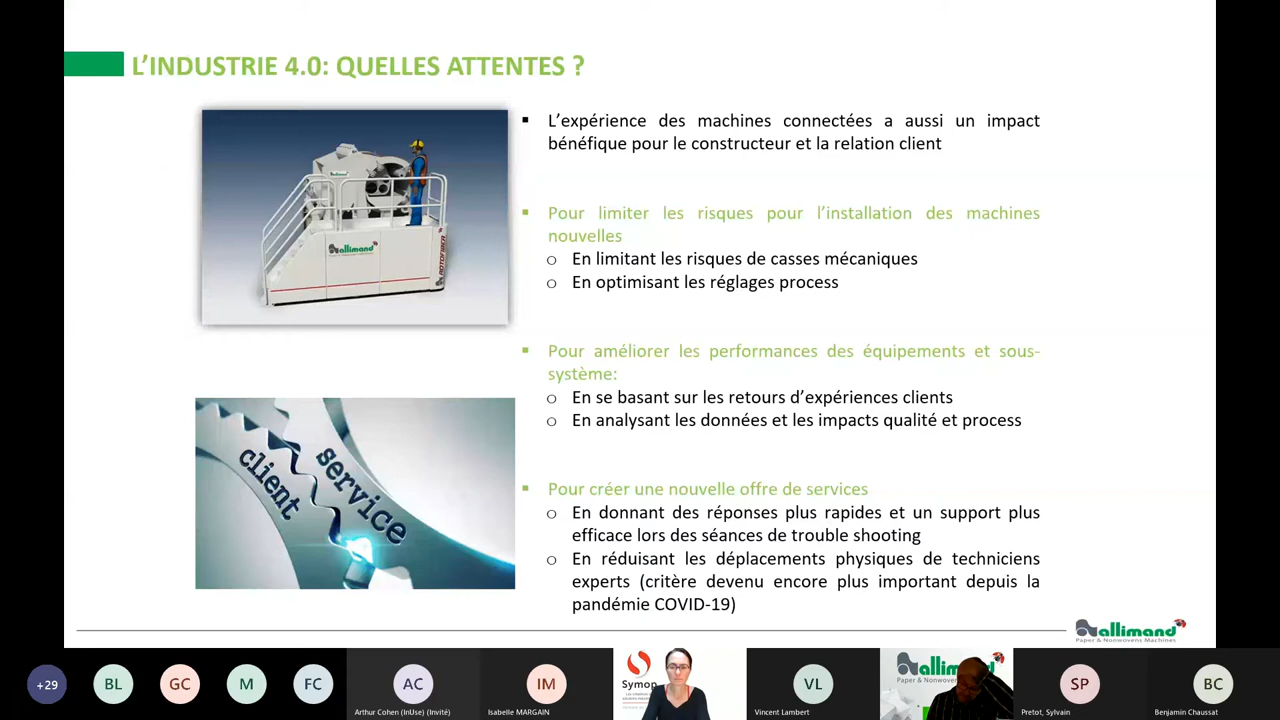 L’INDUSTRIE 4.0: QUELLES ATTENTES ?
allimand
ROTOFIBER
▪ L’expérience des machines connectées a aussi un impact
bénéfique pour le constructeur et la relation client
▪ Pour limiter les risques pour l’installation des machines
nouvelles
o En limitant les risques de casses mécaniques
o En optimisant les réglages process
▪ Pour améliorer les performances des équipements et sous-
système:
o En se basant sur les retours d’expériences clients
o En analysant les données et les impacts qualité et process
client
service
▪ Pour créer une nouvelle offre de services
o En donnant des réponses plus rapides et un support plus
efficace lors des séances de trouble shooting
o En réduisant les déplacements physiques de techniciens
experts (critère devenu encore plus important depuis la
pandémie COVID-19)
allimand
Paper & Nonwovens Machines
+29
BL
GC
M
FC
AC
Arthur Cohen (InUse) (Invité)
IM
Isabelle MARGAIN
Symop
VL
Vincent Lambert
allimand
SP
Pretot, Sylvain
BC
Benjamin Chaussat